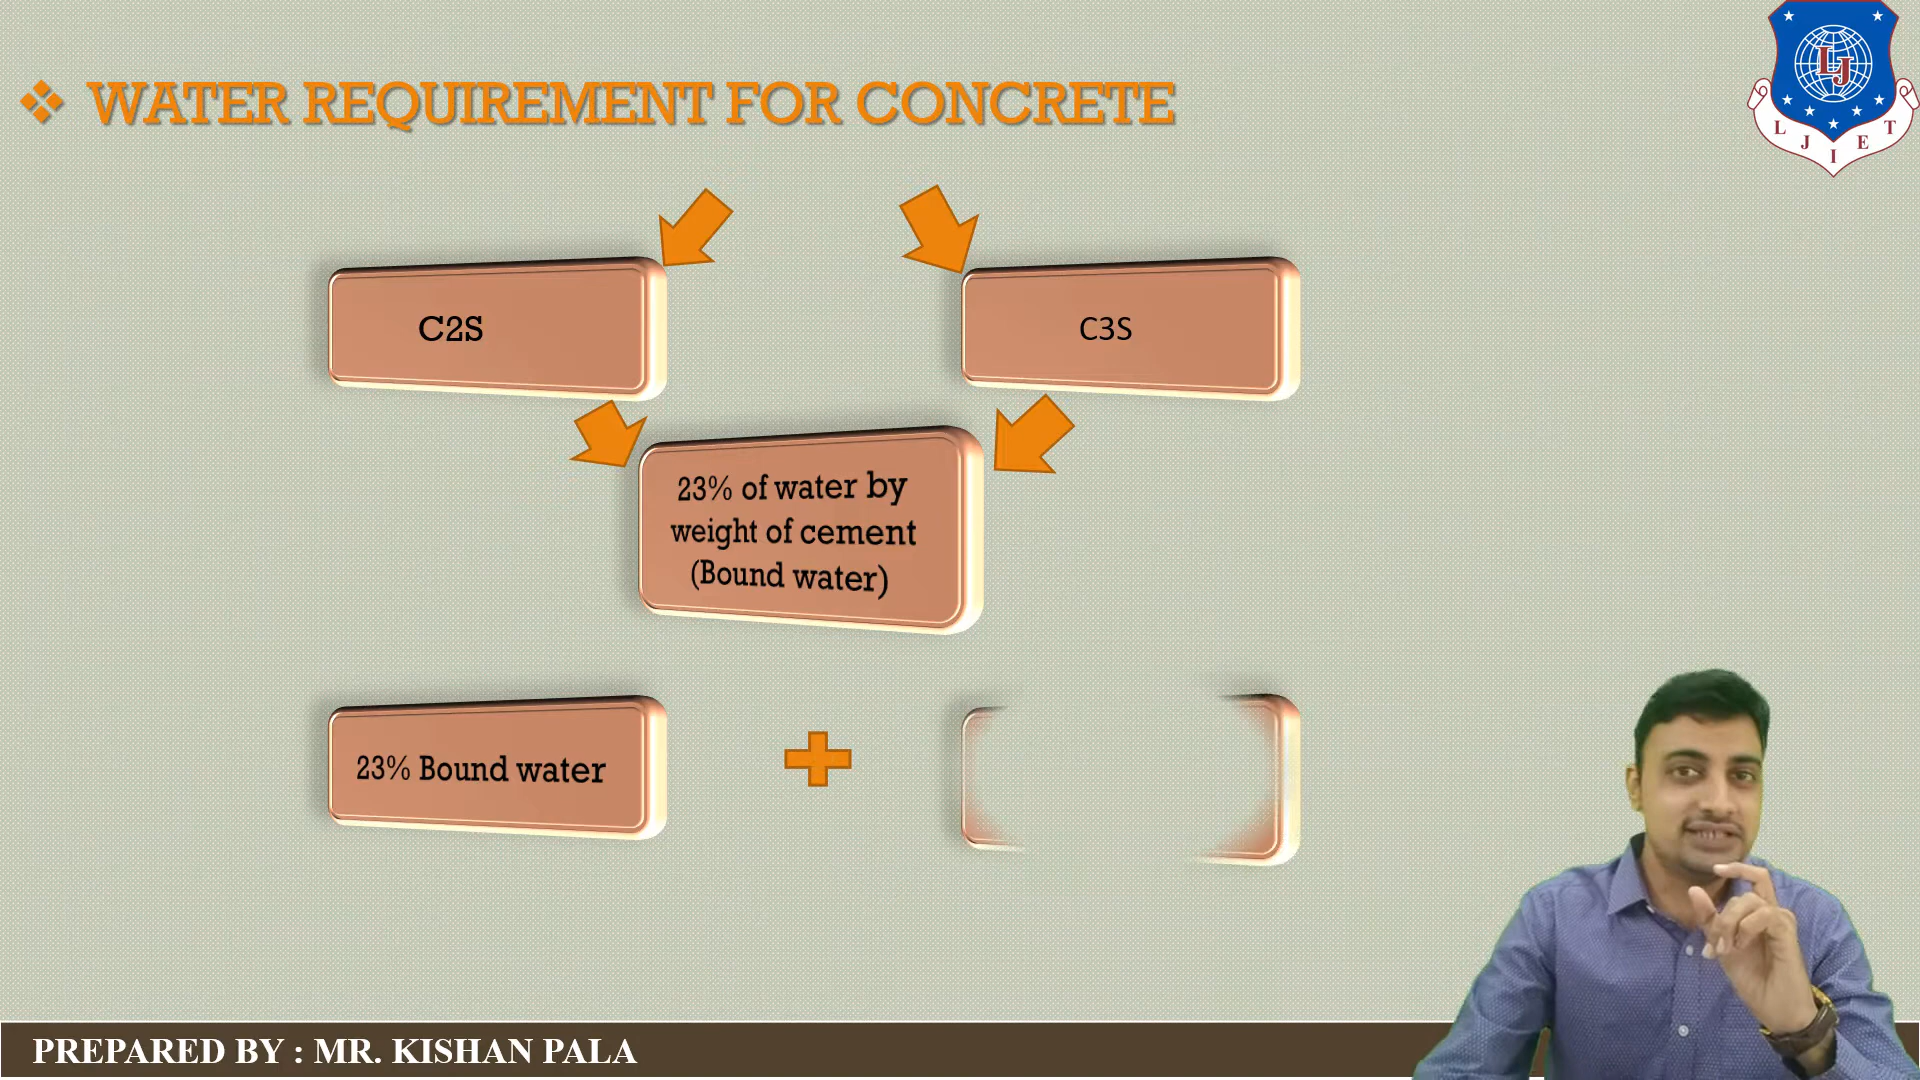 WATER REQUIREMENT FOR CONCRETE
LJ
L J I E T
C2S
C3S
23% of water by
weight of cement
(Bound water)
23% Bound water
PREPARED BY : MR. KISHAN PALA